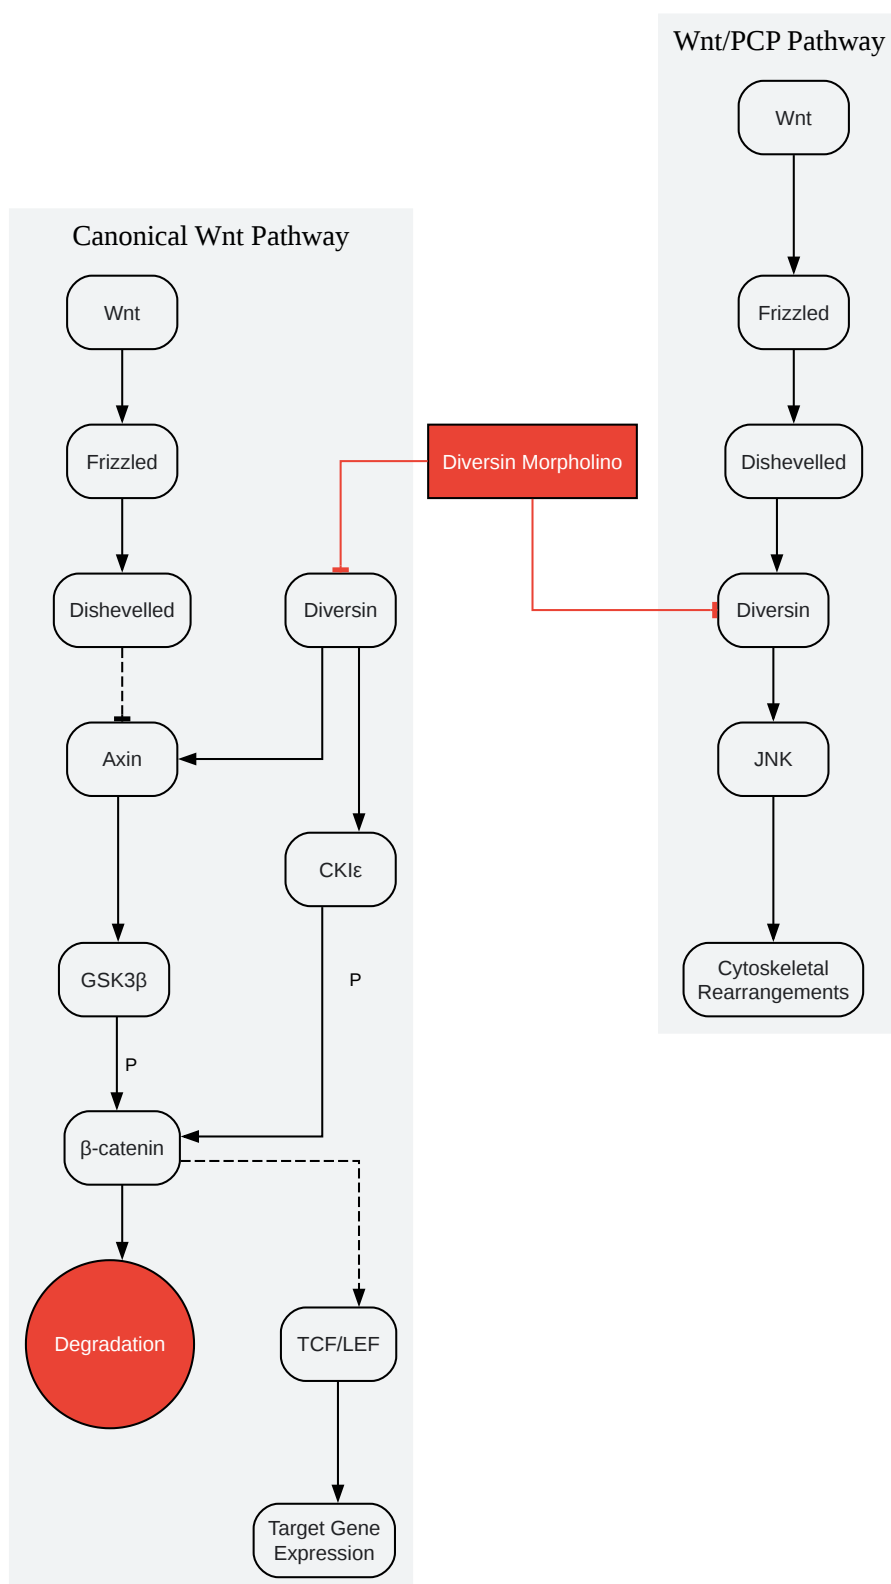 Wnt/PCP Pathway
Wnt
Canonical Wnt Pathway
Wnt
Frizzled
Frizzled
Diversin Morpholino
Dishevelled
Dishevelled
Diversin
Diversin
Axin
JNK
CKIε
GSK3β
P
Cytoskeletal
Rearrangements
P
β-catenin
Degradation
TCF/LEF
Target Gene
Expression